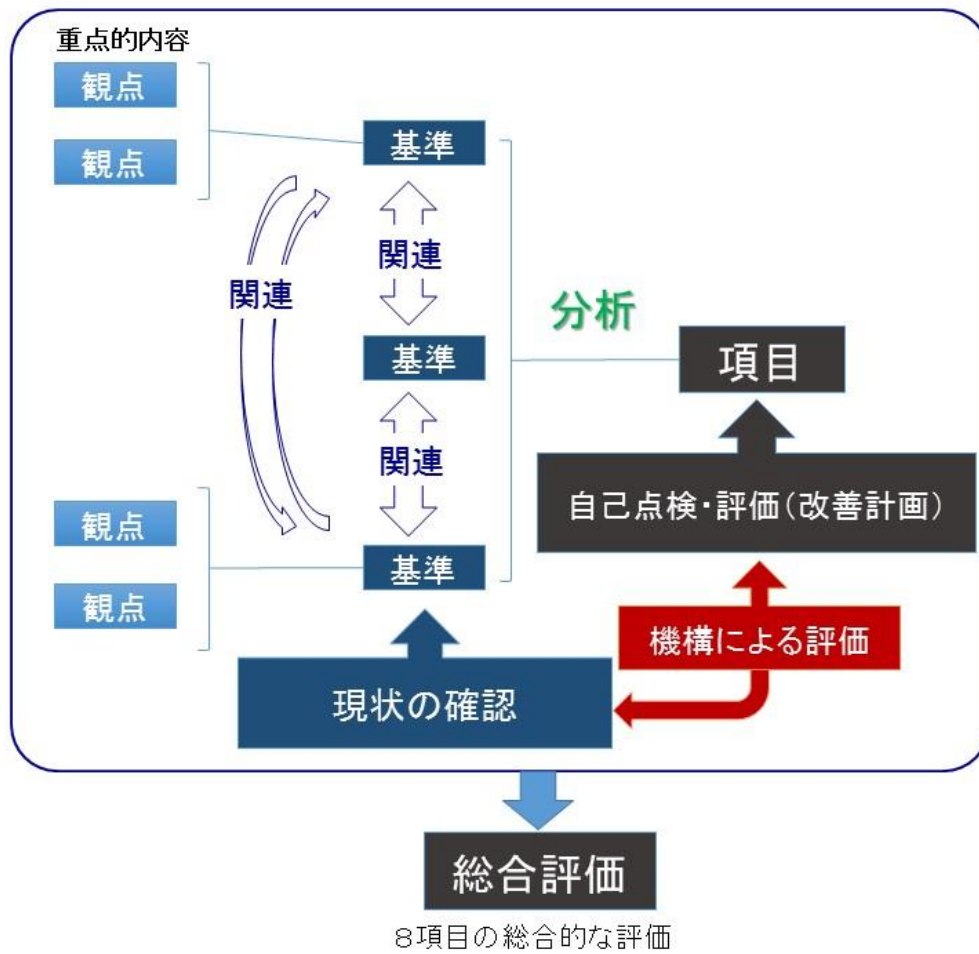 重点的内容
観点
観点
基準
関連
関連
分析
基準
項目
関連
自己点検・評価(改善計画)
観点
基準
観点
機構による評価
現状の確認
総合評価
８項目の総合的な評価